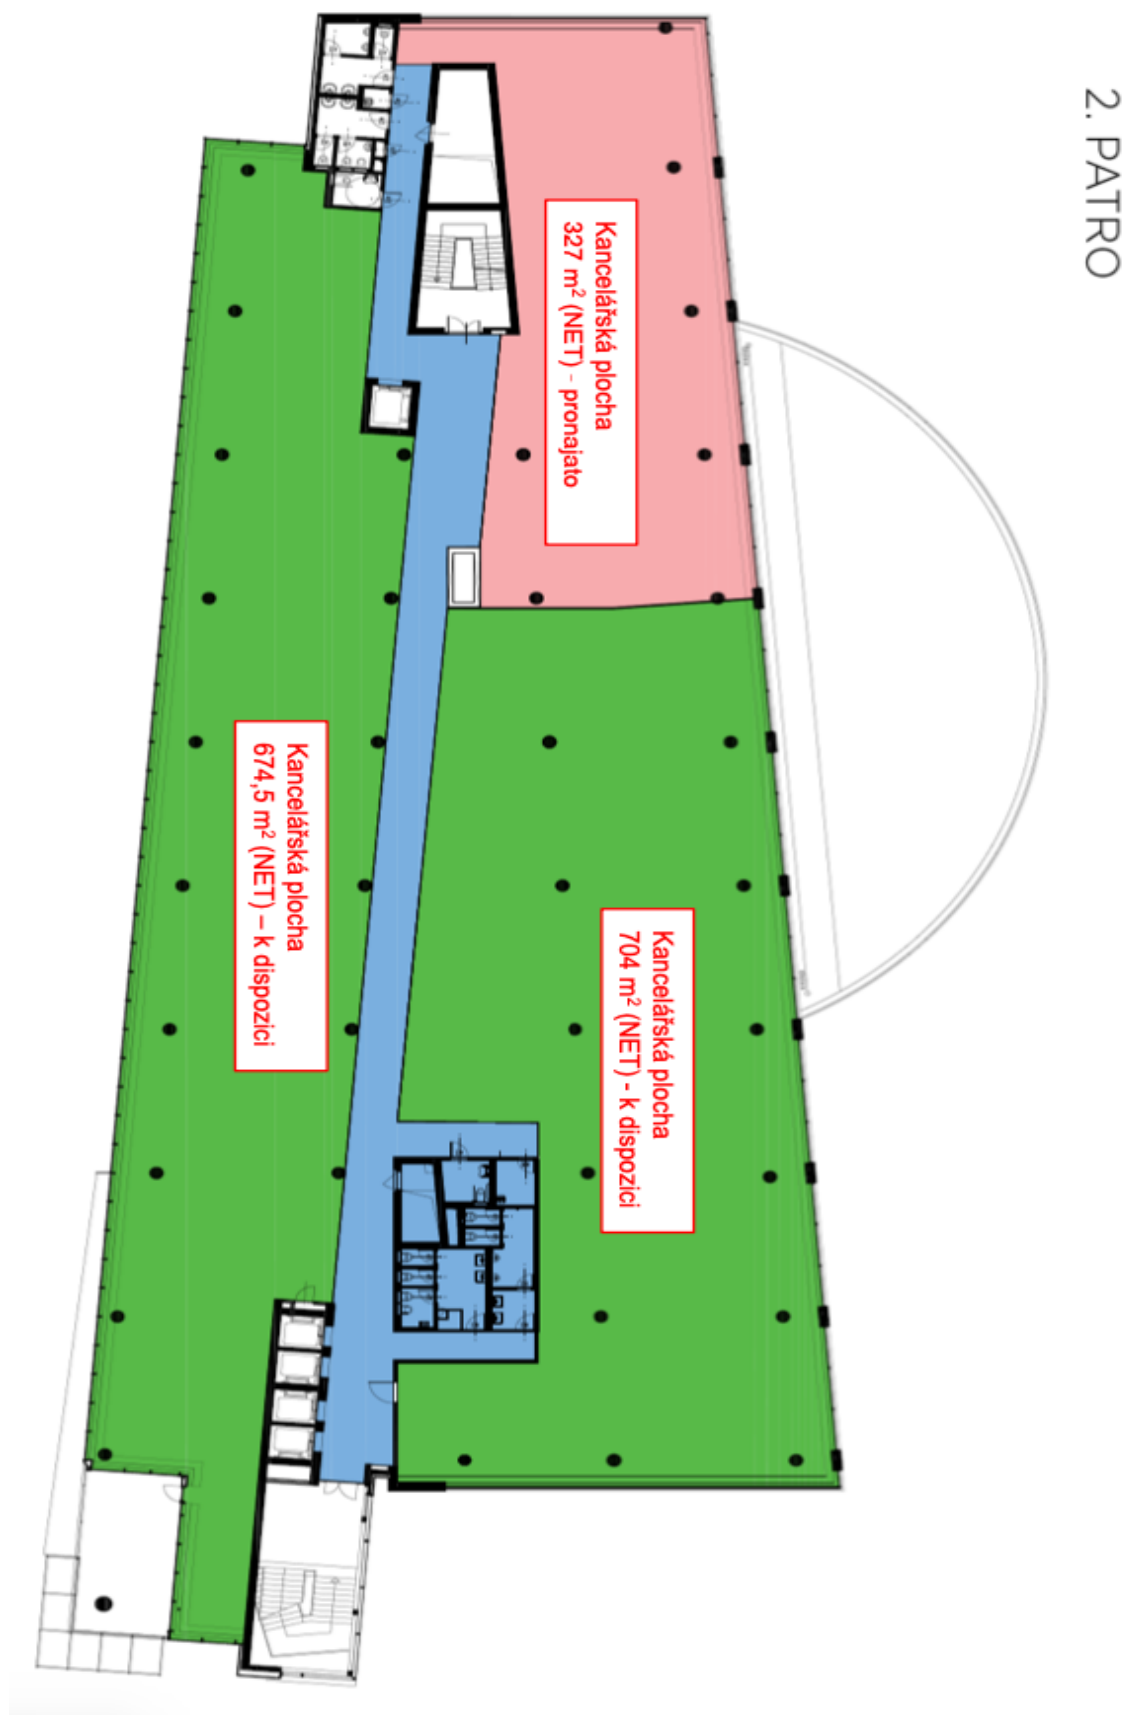 2. PATRO
Kancelářská plocha
327 m² (NET) - pronajato
Kancelářská plocha
704 m² (NET) - k dispozici
Kancelářská plocha
674,5 m² (NET) – k dispozici